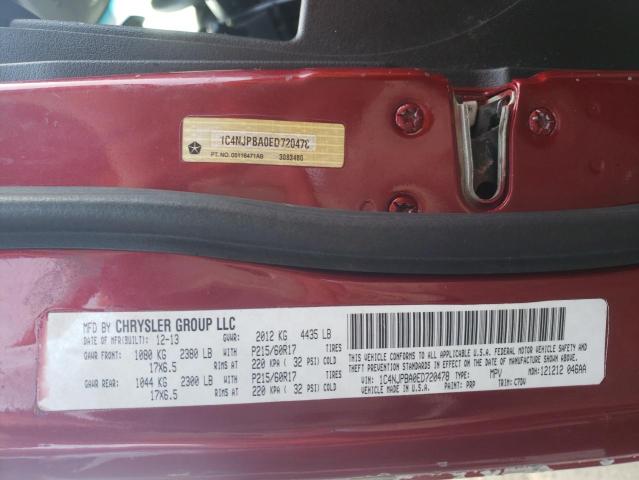 1C4NJPBA0ED720478
PT. NO. 05116471AB 3083480
MFD BY CHRYSLER GROUP LLC
DATE OF MFR(BUILT): 12-13 GVWR: 2012 KG 4435 LB
GAWR FRONT: 1080 KG 2380 LB WITH P215/60R17 TIRES
17X6.5 RIMS AT 220 KPA ( 32 PSI) COLD
GAWR REAR: 1044 KG 2300 LB WITH P215/60R17 TIRES
17X6.5 RIMS AT 220 KPA ( 32 PSI) COLD
THIS VEHICLE CONFORMS TO ALL APPLICABLE U.S.A. FEDERAL MOTOR VEHICLE SAFETY AND
THEFT PREVENTION STANDARDS IN EFFECT ON THE DATE OF MANUFACTURE SHOWN ABOVE.
VIN: 1C4NJPBA0ED720478 TYPE: MPV MDH: 121212 046AA
VEHICLE MADE IN U.S.A. PAINT: PRP TRIM: C7DV